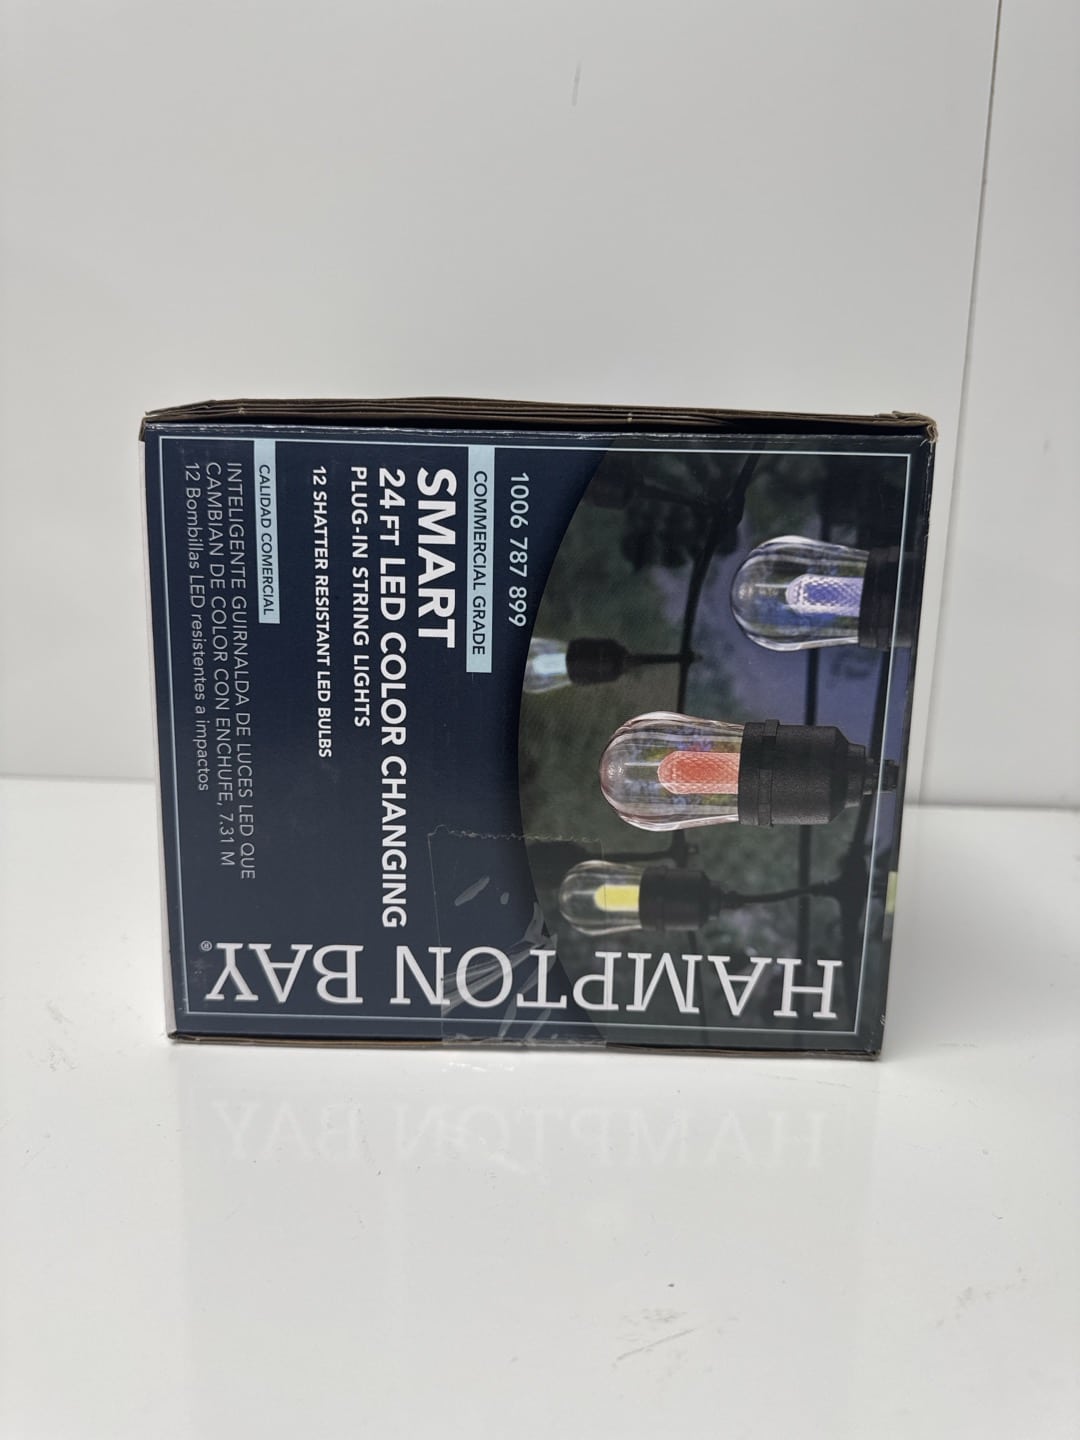 HAMPTON BAY®
1006 787 899
COMMERCIAL GRADE
SMART
24 FT LED COLOR CHANGING
PLUG-IN STRING LIGHTS
12 SHATTER RESISTANT LED BULBS
CALIDAD COMERCIAL
INTELIGENTE GUIRNALDA DE LUCES LED QUE
CAMBIAN DE COLOR CON ENCHUFE, 7.31 M
12 Bombillas LED resistentes a impactos